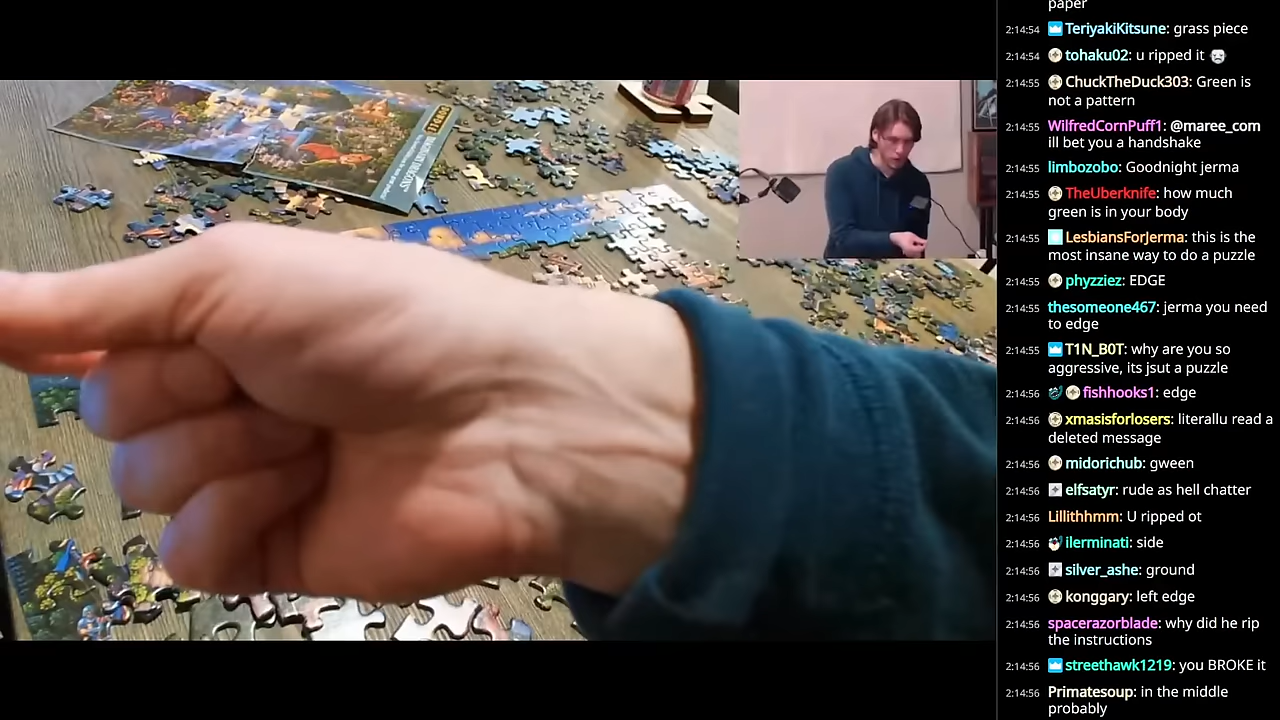 paper
2:14:54 TeriyakiKitsune: grass piece
2:14:54 tohaku02: u ripped it
2:14:55 ChuckTheDuck303: Green is
not a pattern
2:14:55 WilfredCornPuff1: @maree_com
ill bet you a handshake
2:14:55 limbozobo: Goodnight jerma
2:14:55 TheUberknife: how much
green is in your body
2:14:55 LesbiansForJerma: this is the
most insane way to do a puzzle
2:14:55 phyzziez: EDGE
2:14:55 thesomeone467: jerma you need
to edge
2:14:55 T1N_B0T: why are you so
aggressive, its jsut a puzzle
2:14:56 fishhooks1: edge
2:14:56 xmasisforlosers: literallu read a
deleted message
2:14:56 midorichub: gween
2:14:56 elfsatyr: rude as hell chatter
2:14:56 Lillithhmm: U ripped ot
2:14:56 ilerminati: side
2:14:56 silver_ashe: ground
2:14:56 konggary: left edge
2:14:56 spacerazorblade: why did he rip
the instructions
2:14:56 streethawk1219: you BROKE it
2:14:56 Primatesoup: in the middle
probably